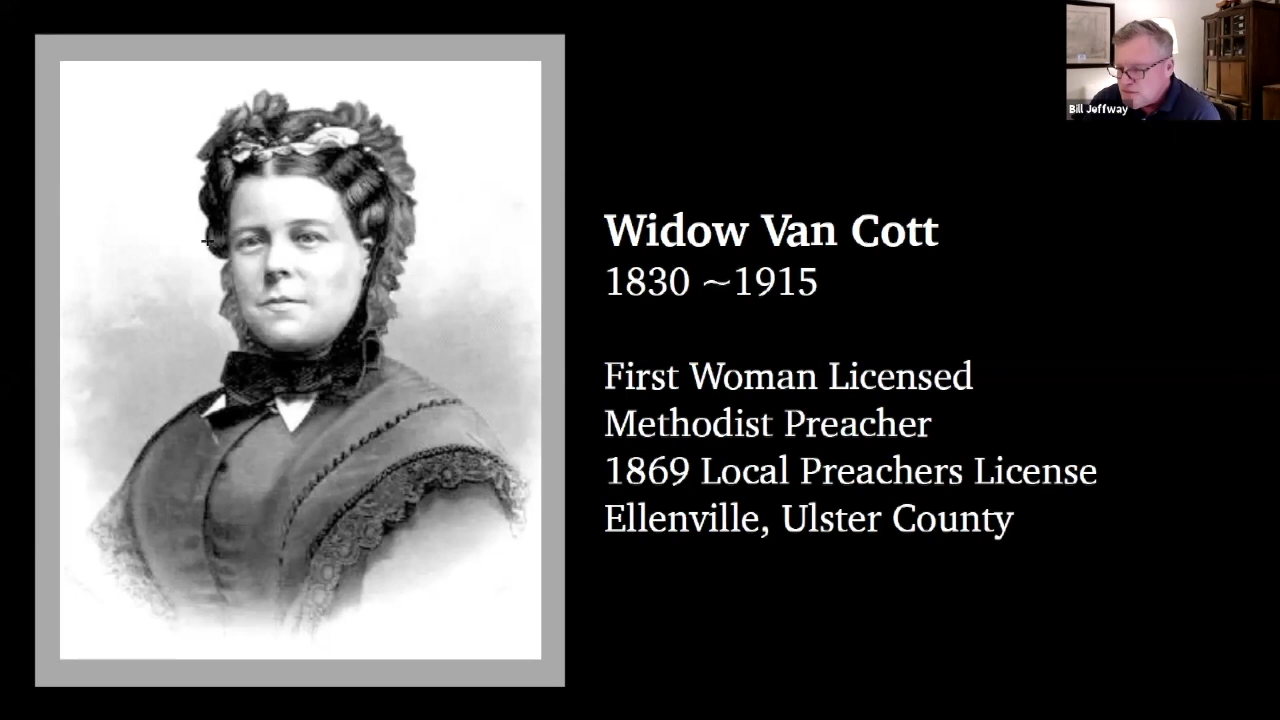 Bill Jeffway
Widow Van Cott
1830 ~1915
First Woman Licensed
Methodist Preacher
1869 Local Preachers License
Ellenville, Ulster County